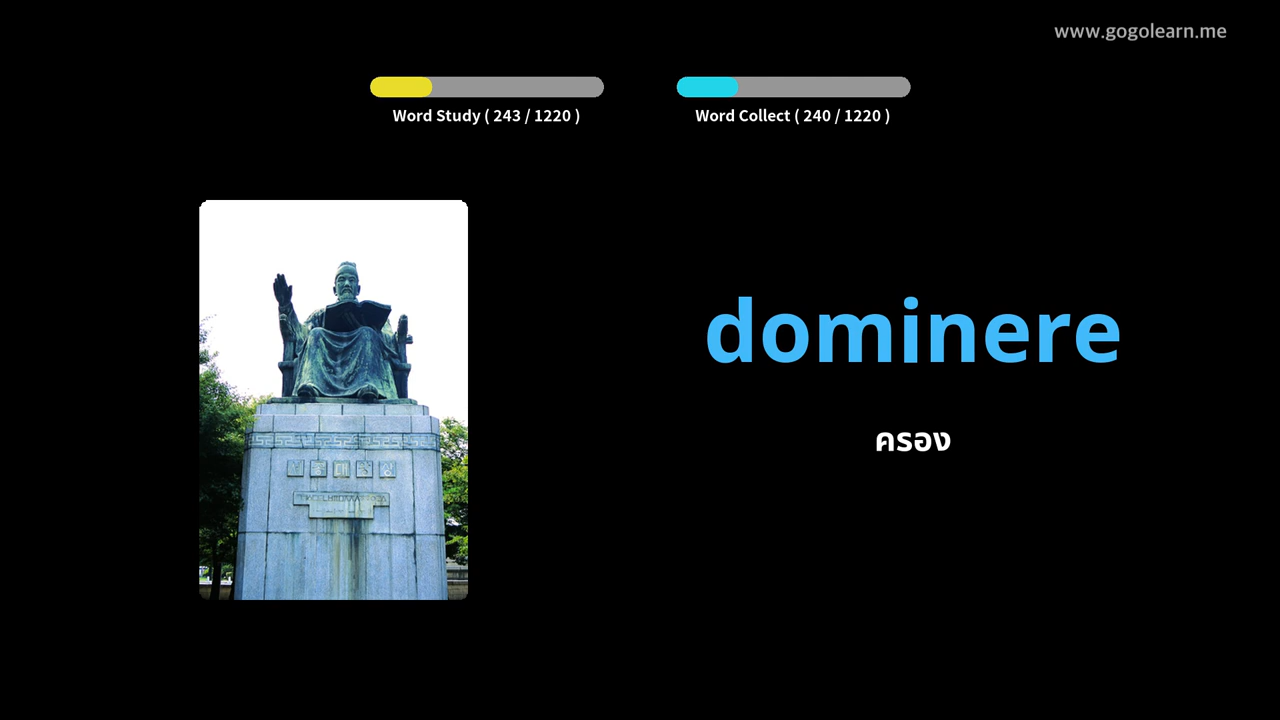 www.gogolearn.me
Word Study ( 243 / 1220 )
Word Collect ( 240 / 1220 )
dominere
ครอง